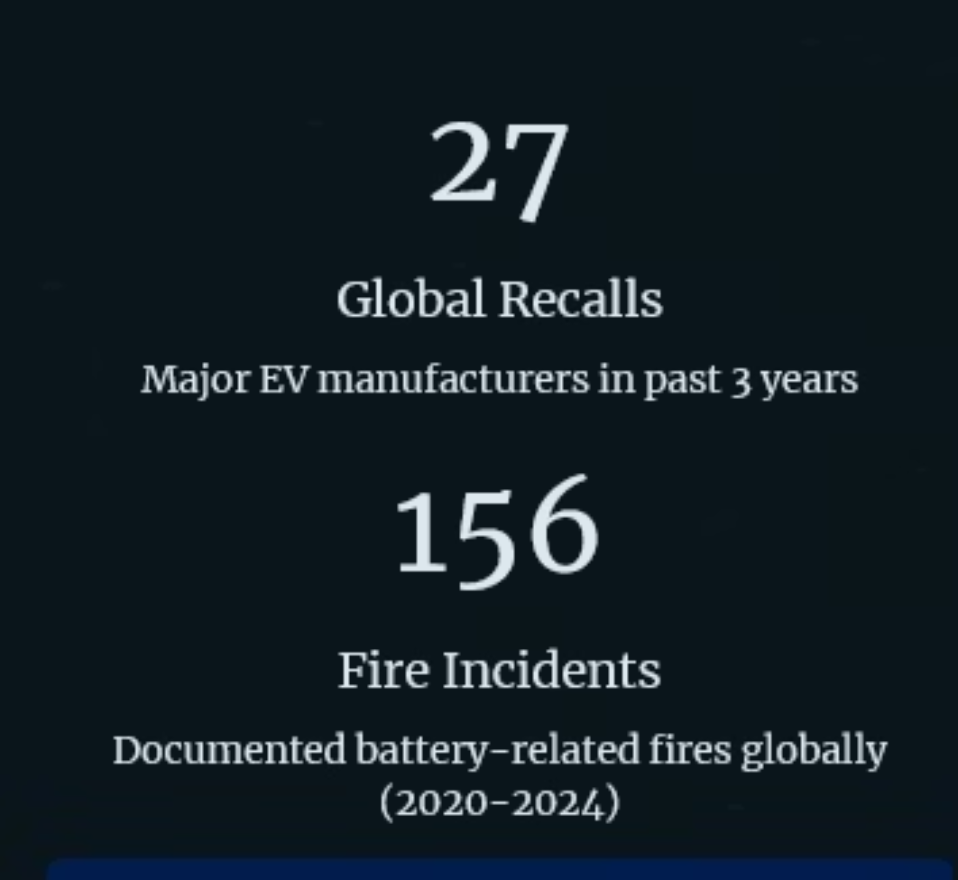 27
Global Recalls
Major EV manufacturers in past 3 years
156
Fire Incidents
Documented battery-related fires globally
(2020-2024)